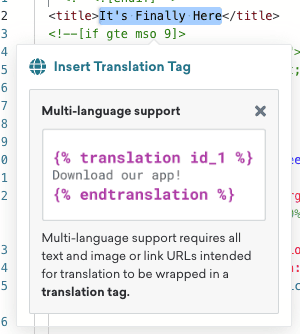 2 <title>It's Finally Here</title>
3 <!--[if gte mso 9]>
Insert Translation Tag
Multi-language support
{% translation id_1 %}
Download our app!
{% endtranslation %}
Multi-language support requires all
text and image or link URLs intended
for translation to be wrapped in a
translation tag.